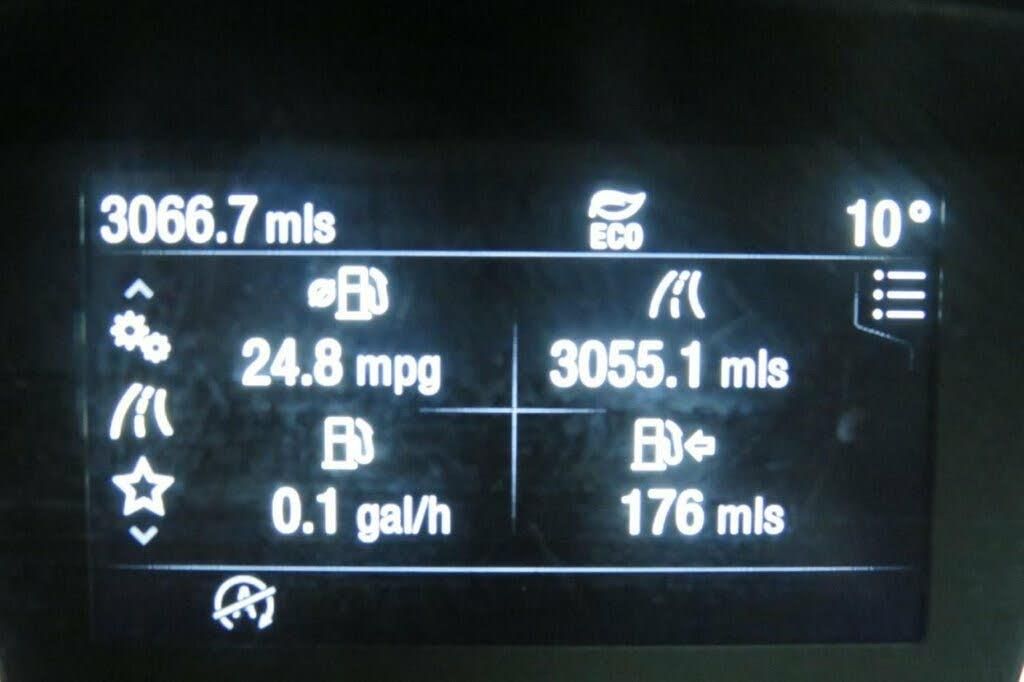 3066.7 mls
ECO
10°
24.8 mpg
3055.1 mls
0.1 gal/h
176 mls
A